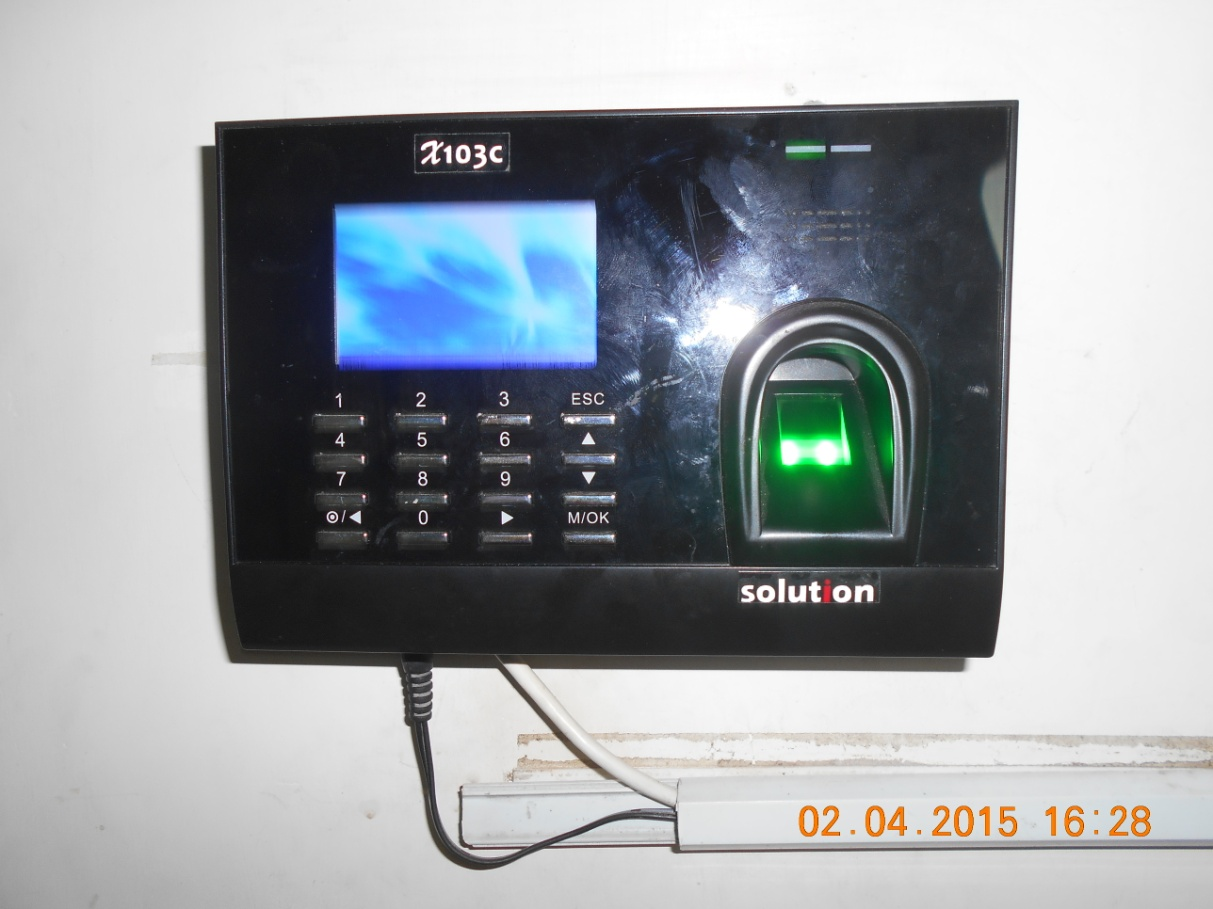 X103C
1 2 3 ESC
4 5 6 ▲
7 8 9 ▼
⊙/◀ 0 ▶ M/OK
solution
02.04.2015 16:28